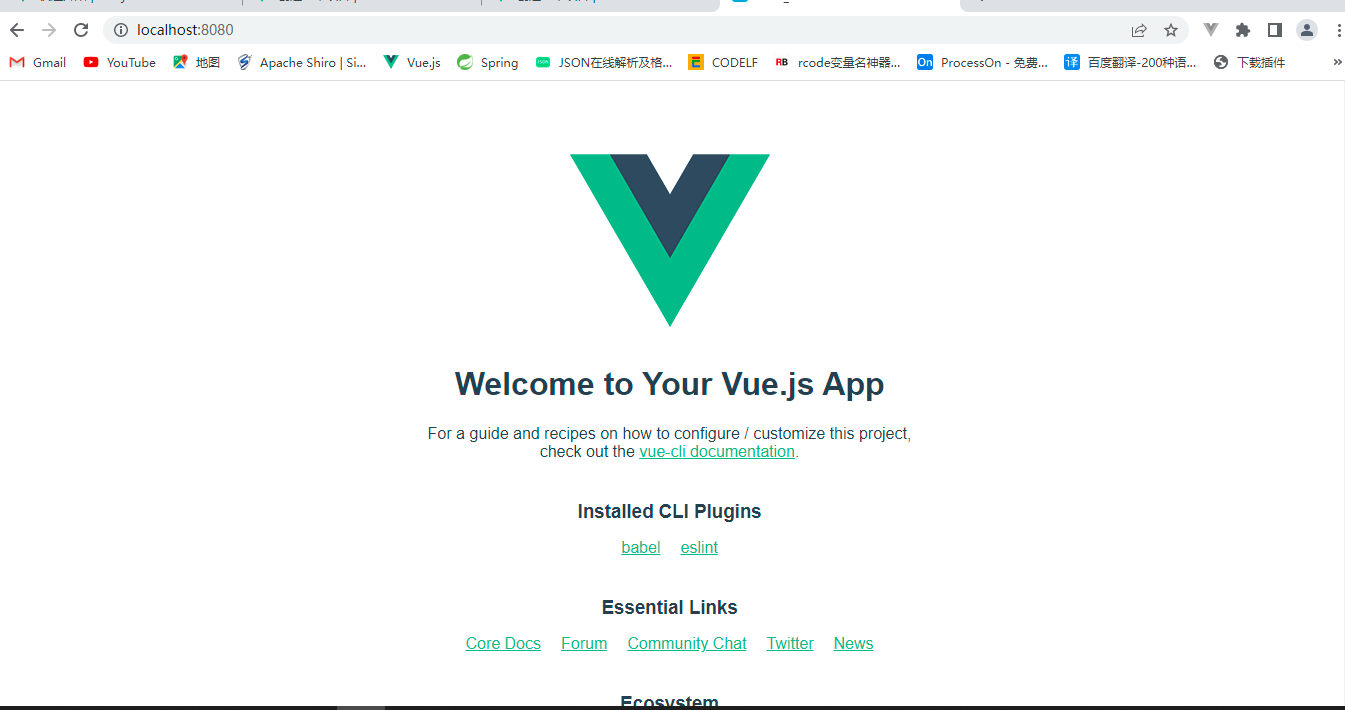 localhost:8080
Gmail YouTube 地图 Apache Shiro | Si... Vue.js Spring JSON在线解析及格... CODELF RB rcode变量名神器... On ProcessOn - 免费... 译 百度翻译-200种语... 下载插件 »
Welcome to Your Vue.js App
For a guide and recipes on how to configure / customize this project,
check out the vue-cli documentation.
Installed CLI Plugins
babel eslint
Essential Links
Core Docs Forum Community Chat Twitter News
Ecosystem